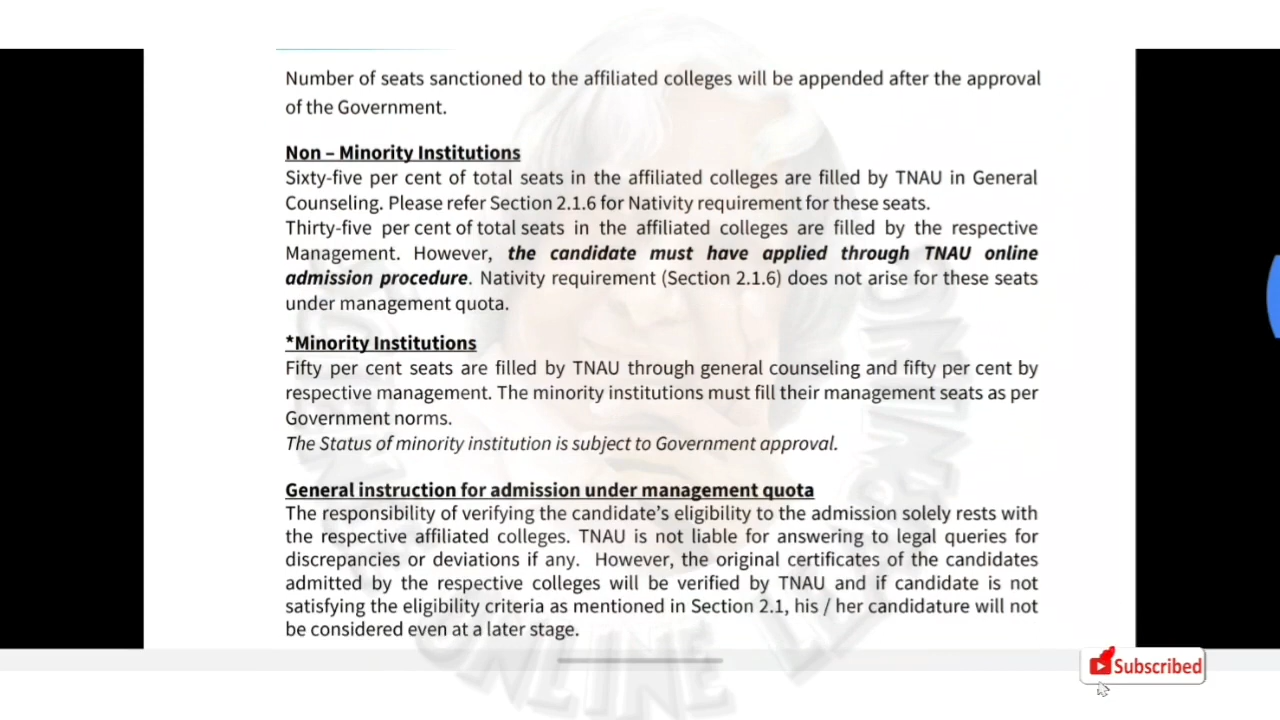 Number of seats sanctioned to the affiliated colleges will be appended after the approval
of the Government.
Non – Minority Institutions
Sixty-five per cent of total seats in the affiliated colleges are filled by TNAU in General
Counseling. Please refer Section 2.1.6 for Nativity requirement for these seats.
Thirty-five per cent of total seats in the affiliated colleges are filled by the respective
Management. However, the candidate must have applied through TNAU online
admission procedure. Nativity requirement (Section 2.1.6) does not arise for these seats
under management quota.
*Minority Institutions
Fifty per cent seats are filled by TNAU through general counseling and fifty per cent by
respective management. The minority institutions must fill their management seats as per
Government norms.
The Status of minority institution is subject to Government approval.
General instruction for admission under management quota
The responsibility of verifying the candidate's eligibility to the admission solely rests with
the respective affiliated colleges. TNAU is not liable for answering to legal queries for
discrepancies or deviations if any. However, the original certificates of the candidates
admitted by the respective colleges will be verified by TNAU and if candidate is not
satisfying the eligibility criteria as mentioned in Section 2.1, his / her candidature will not
be considered even at a later stage.
Subscribed